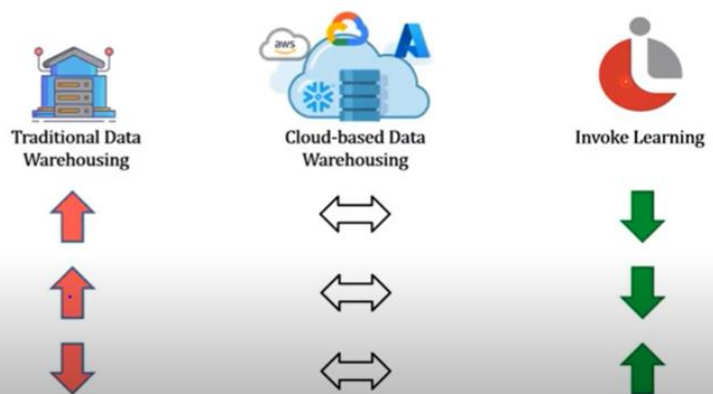 aws
Traditional Data
Warehousing
Cloud-based Data
Warehousing
Invoke Learning